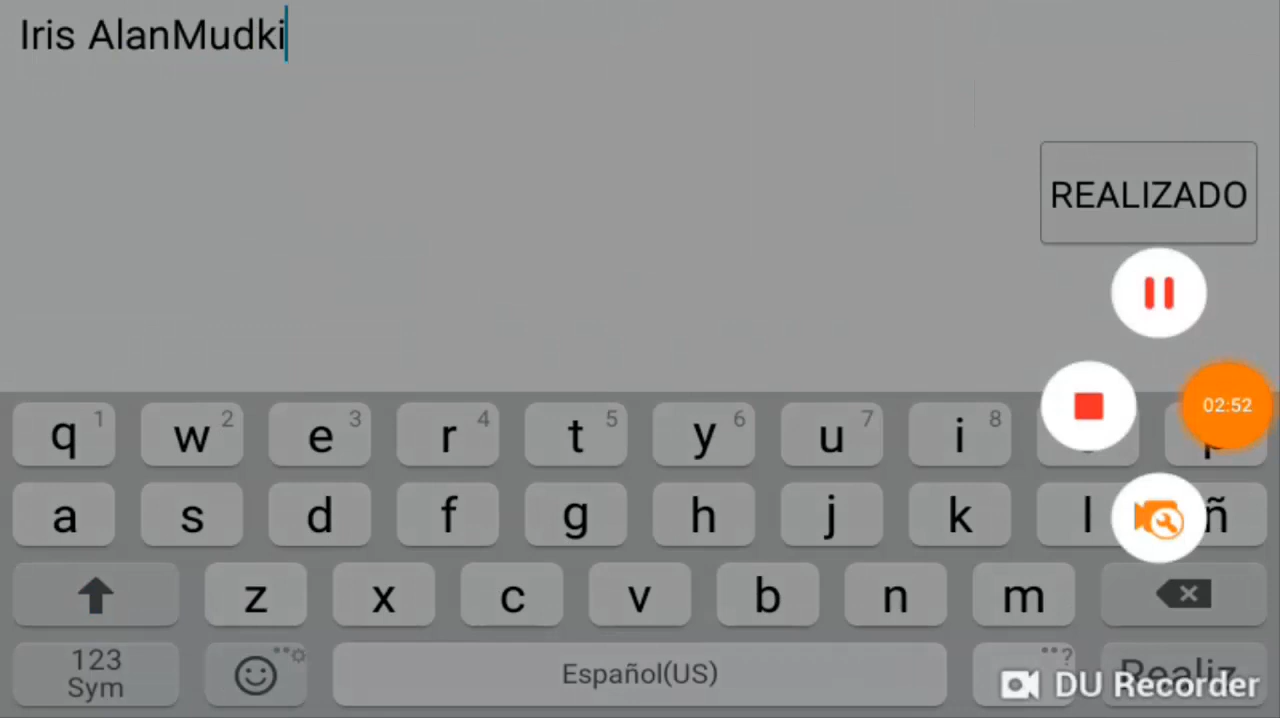 Iris AlanMudki
REALIZADO
02:52
q 1 w 2 e 3 r 4 t 5 y 6 u 7 i 8 p
a s d f g h j k l ñ
z x c v b n m
123
Sym
Español(US)
?
Realiz
DU Recorder